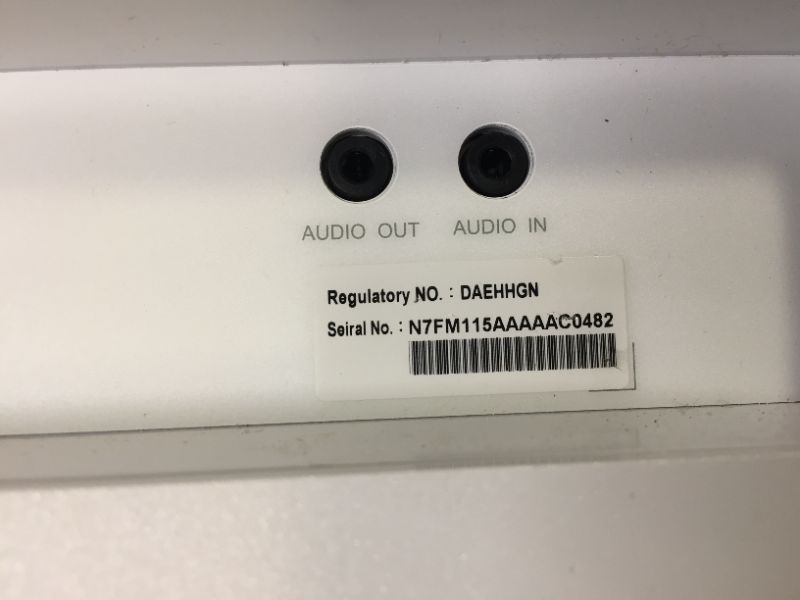 AUDIO OUT AUDIO IN
Regulatory NO. : DAEHHGN
Seiral No. : N7FM115AAAAAC0482